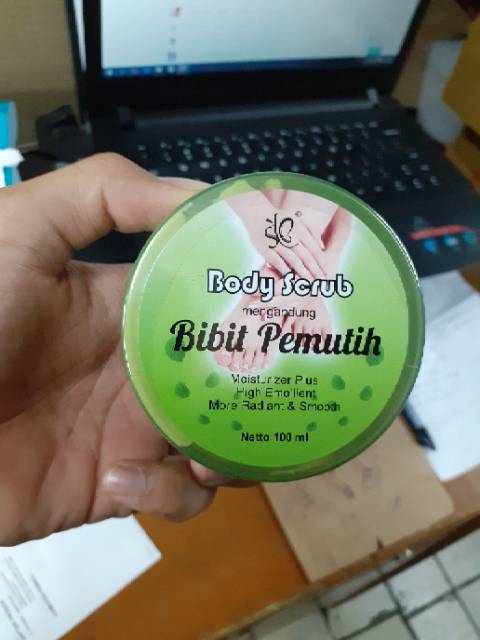 Body Scrub
mengandung
Bibit Pemutih
Moisturizer Plus
High Emollient
More Radiant & Smooth
Netto 100 ml